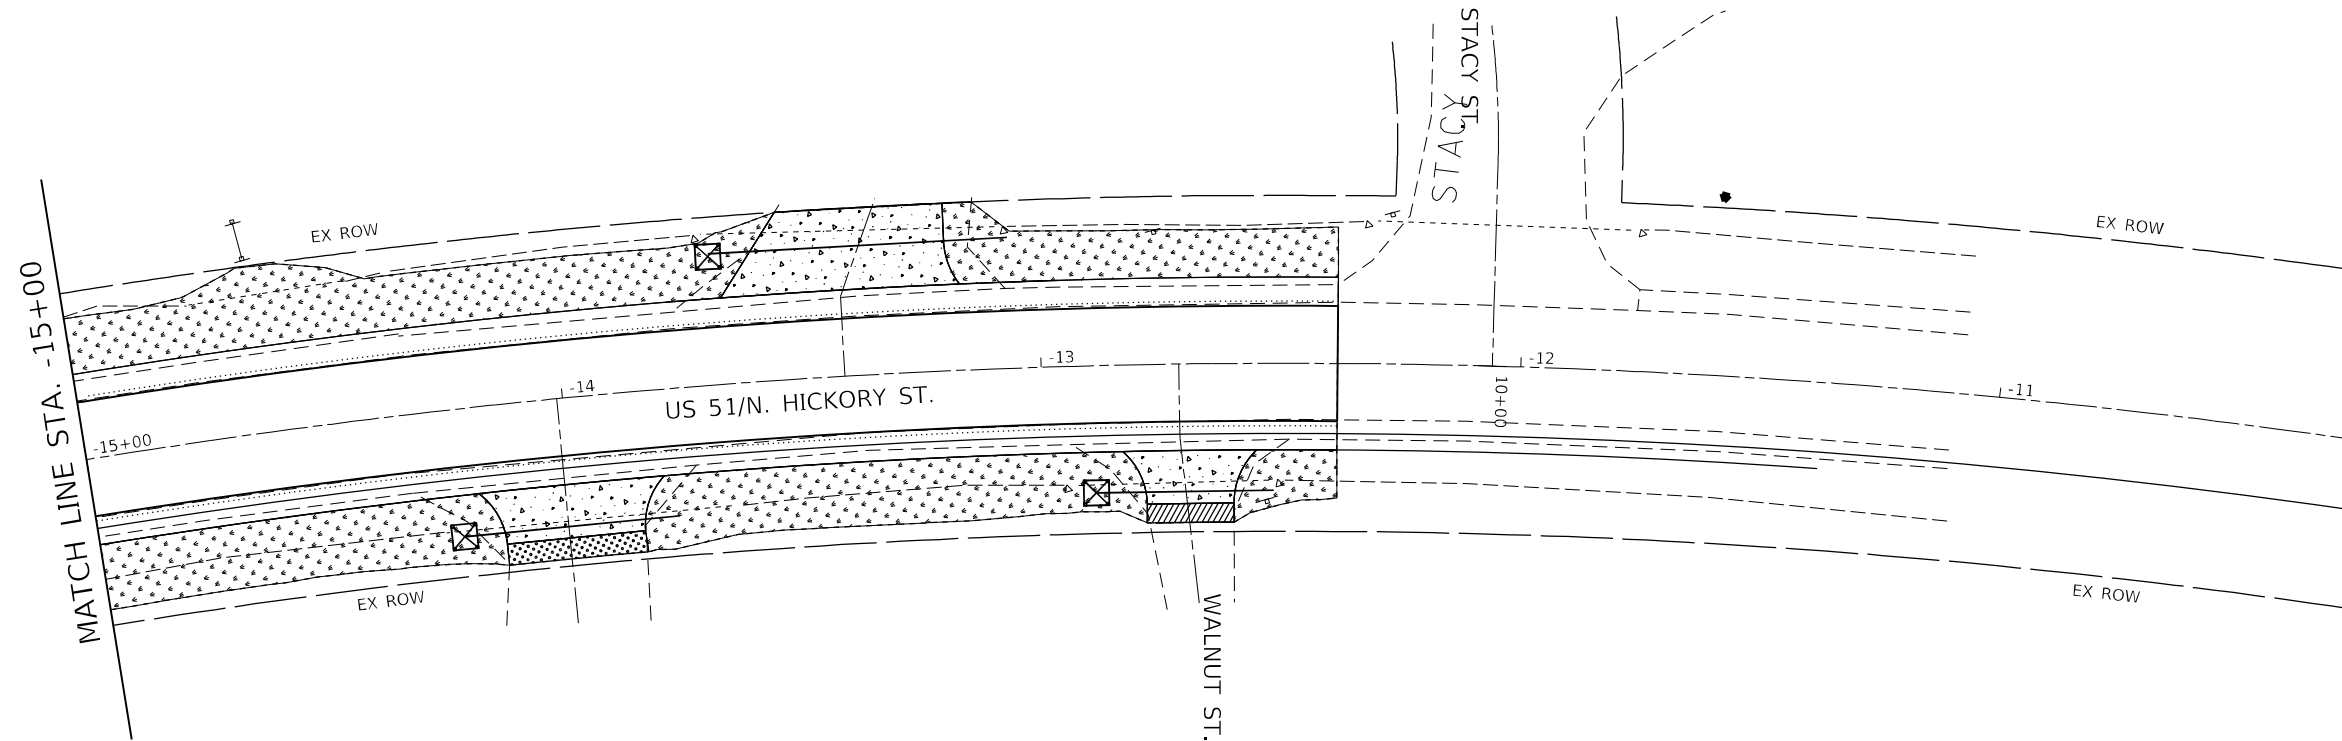 STACY ST.
STACY
EX ROW
EX ROW
MATCH LINE STA. -15+00
-13
-12
-14
-11
10+00
US 51/N. HICKORY ST.
-15+00
EX ROW
EX ROW
WALNUT ST.